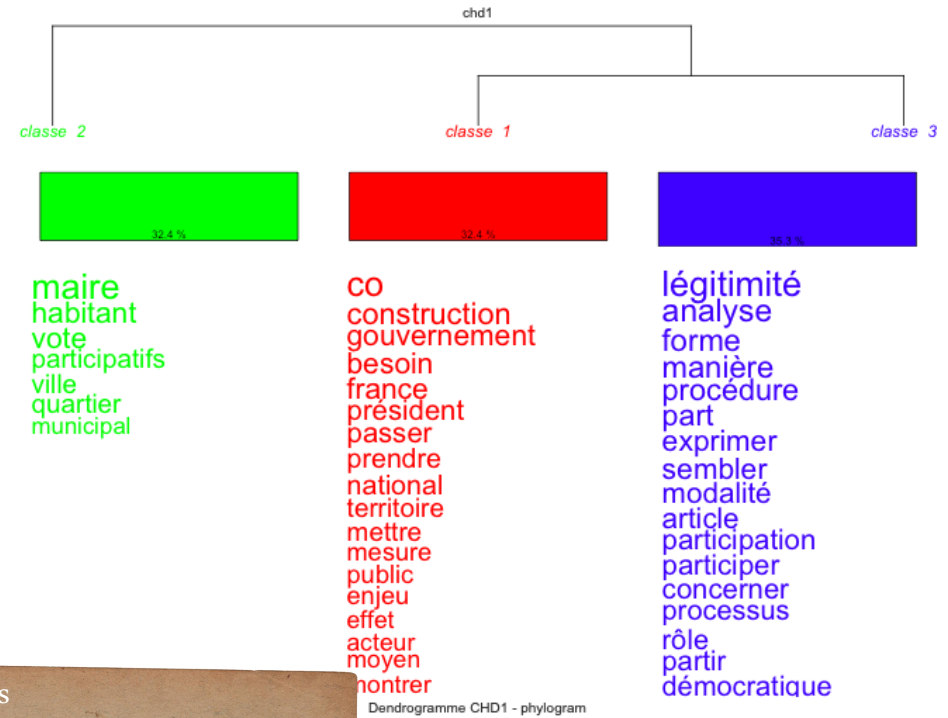 chd1
classe 2
classe 1
classe 3
32.4 %
32.4 %
35.3 %
maire
habitant
vote
participatifs
ville
quartier
municipal
co
construction
gouvernement
besoin
france
président
passer
prendre
national
territoire
mettre
mesure
public
enjeu
effet
acteur
moyen
montrer
légitimité
analyse
forme
manière
procédure
part
exprimer
sembler
modalité
article
participation
participer
concerner
processus
rôle
partir
démocratique
s
Dendrogramme CHD1 - phylogram